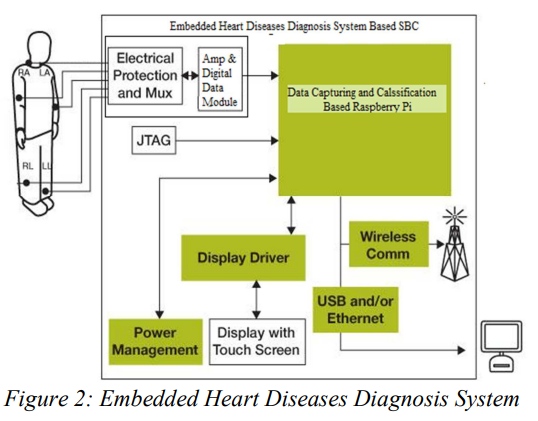 Embedded Heart Diseases Diagnosis System Based SBC
RA LA
Electrical
Protection
and Mux
Amp &
Digital
Data
Module
Data Capturing and Calssification
Based Raspberry Pi
JTAG
RL LL
Wireless
Comm
Display Driver
USB and/or
Ethernet
Power
Management
Display with
Touch Screen
Figure 2: Embedded Heart Diseases Diagnosis System